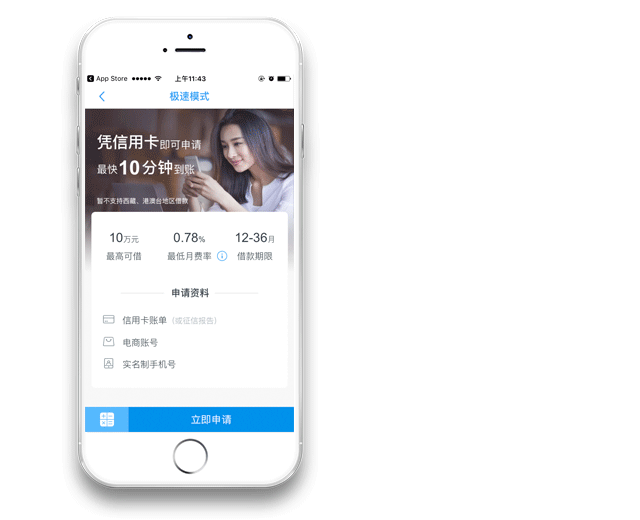 App Store 上午11:43
极速模式
凭信用卡即可申请
最快10分钟到账
暂不支持西藏、港澳台地区借款
10万元 0.78% 12-36月
最高可借 最低月费率 借款期限
申请资料
信用卡账单 (或征信报告)
电商账号
实名制手机号
立即申请